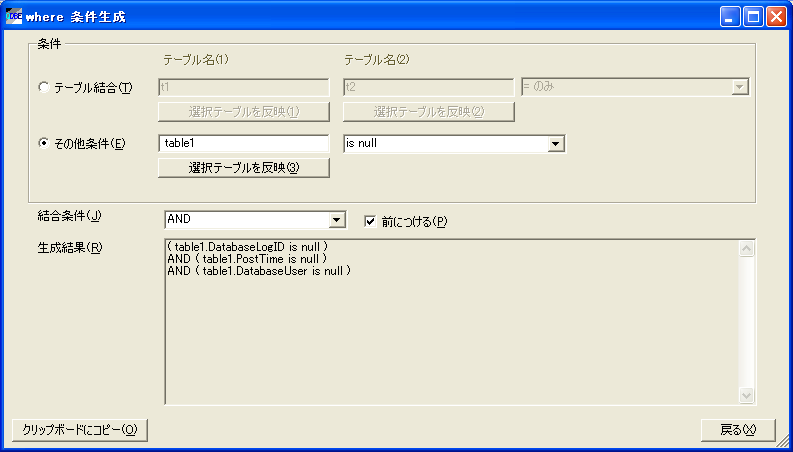 DBE where 条件生成
条件
テーブル名(1) テーブル名(2)
テーブル結合(T) t1 t2 = のみ
選択テーブルを反映(1) 選択テーブルを反映(2)
その他条件(E) table1 is null
選択テーブルを反映(3)
結合条件(J) AND 前につける(P)
生成結果(R)
( table1.DatabaseLogID is null )
AND ( table1.PostTime is null )
AND ( table1.DatabaseUser is null )
クリップボードにコピー(O) 戻る(X)